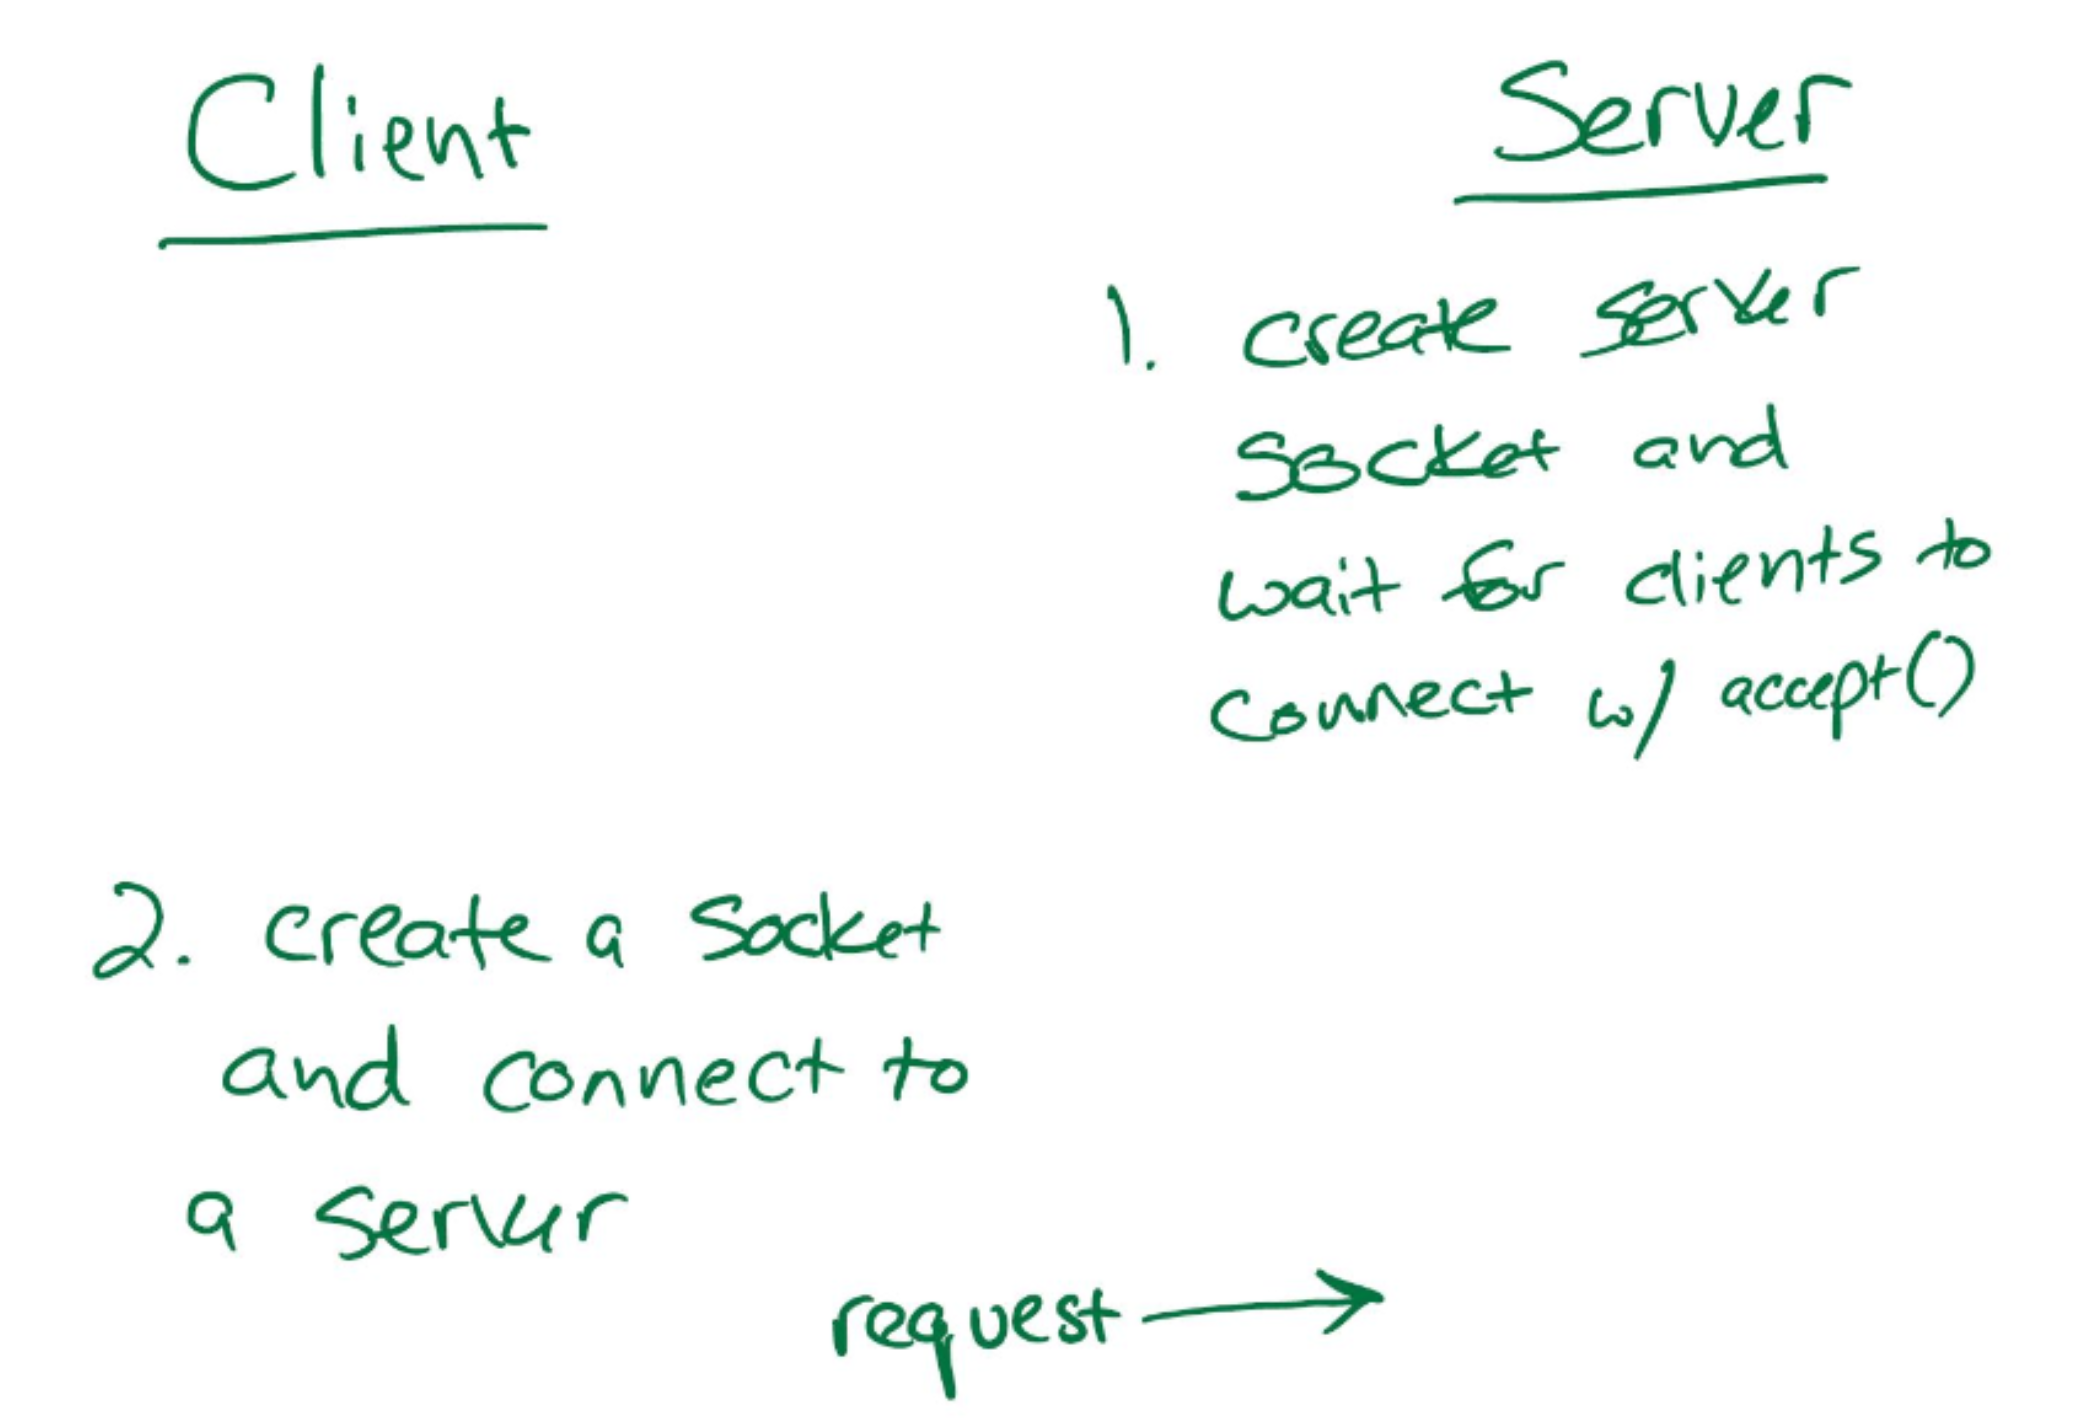 Client
Server
1. create server
socket and
wait for clients to
connect w/ accept()
2. create a socket
and connect to
a server
request →